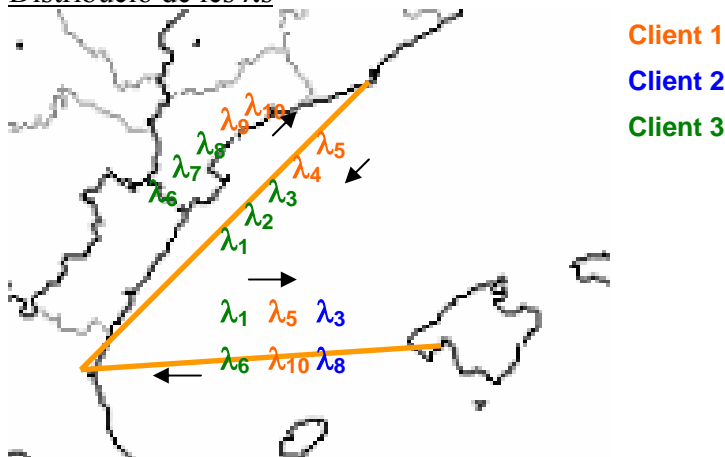 Distribució de les λs
Client 1
Client 2
Client 3
λ10
λ9
λ8
λ7
λ6
λ5
λ4
λ3
λ2
λ1
λ1 λ5 λ3
λ6 λ10 λ8